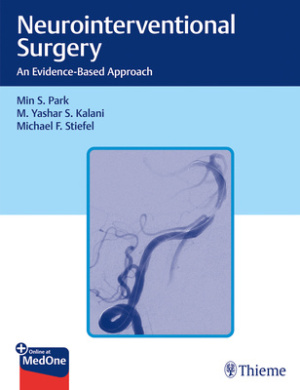 Neurointerventional
Surgery
An Evidence-Based Approach
Min S. Park
M. Yashar S. Kalani
Michael F. Stiefel
+ Online at
MedOne
Thieme